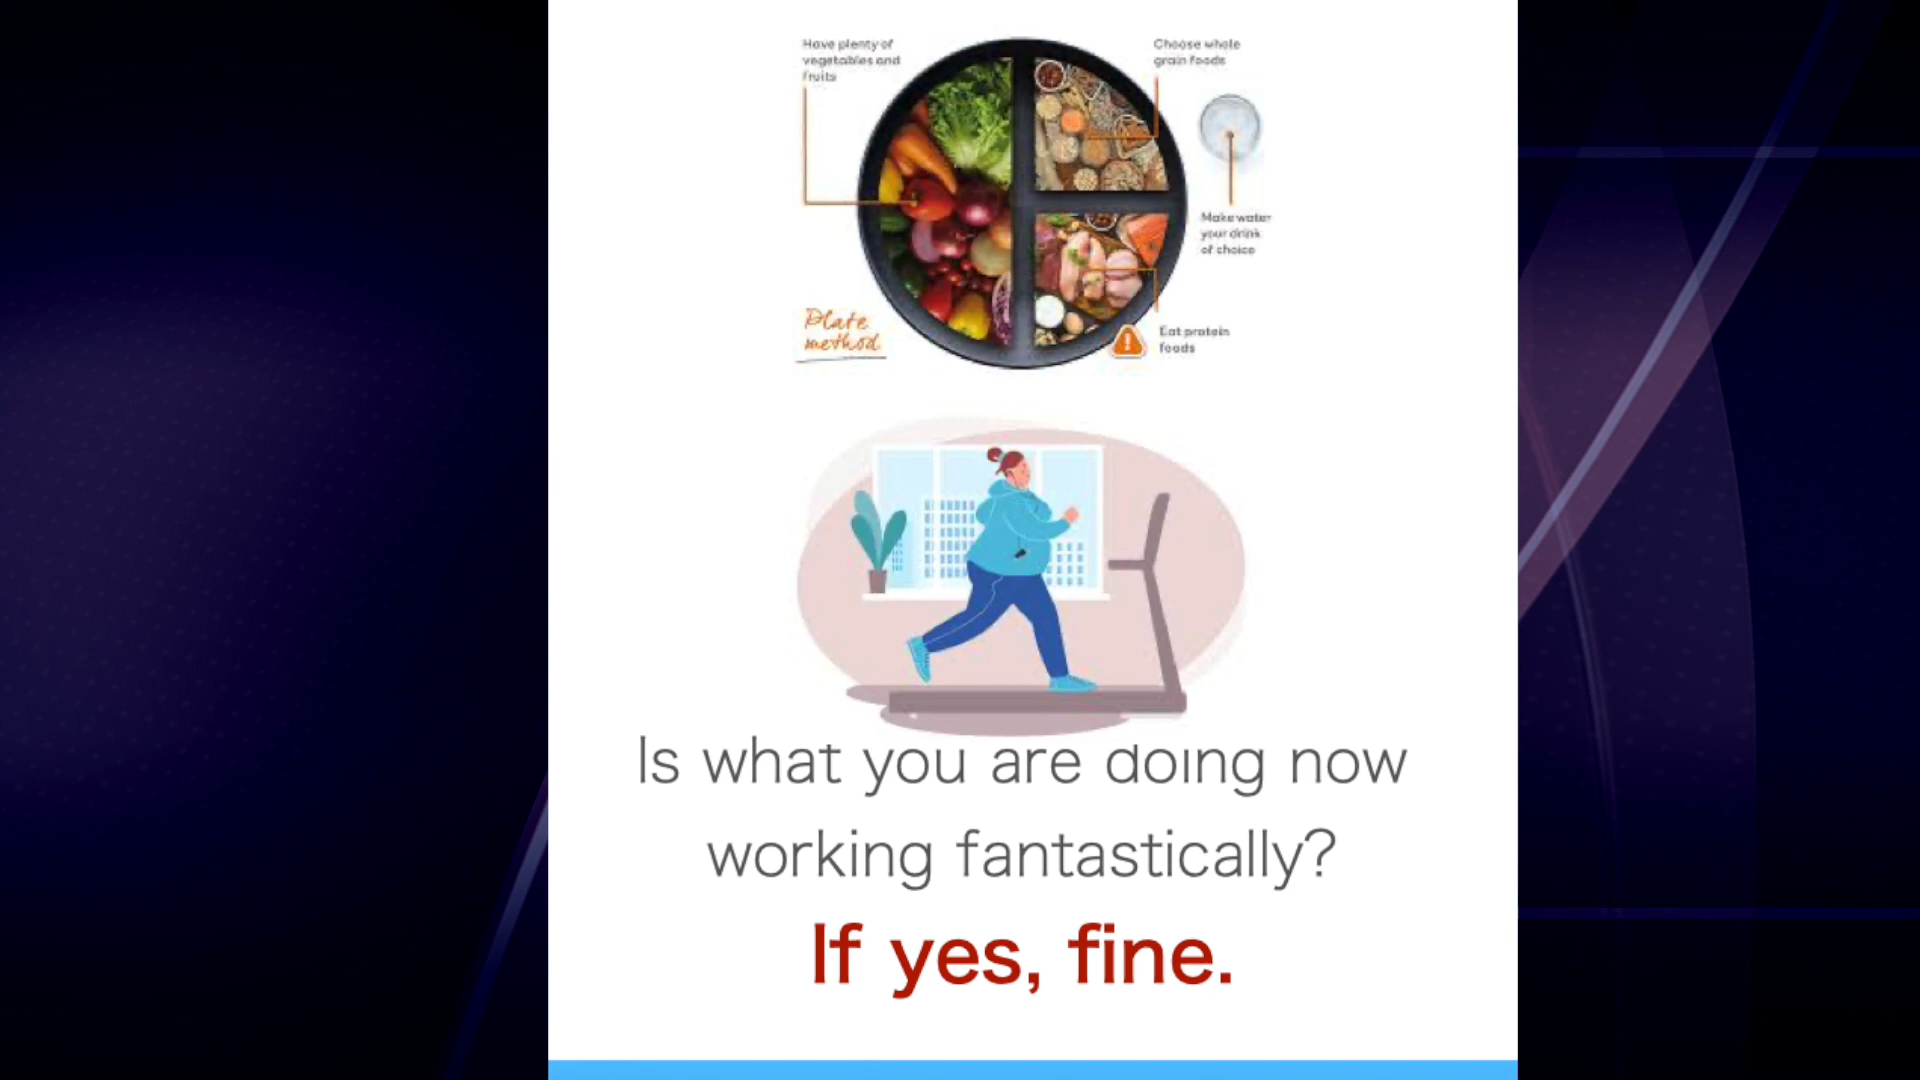 Have plenty of
vegetables and
fruits
Choose whole
grain foods
Make water
your drink
of choice
Plate
method
Eat protein
foods
Is what you are doing now
working fantastically?
If yes, fine.